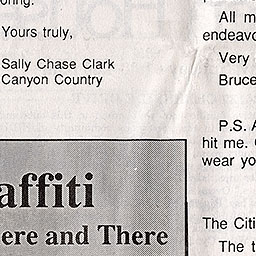 Yours truly,
Sally Chase Clark
Canyon Country
affiti
ere and There
All m
endeavo
Very
Bruce
P.S. A
hit me.
wear yo
The Citi
The t